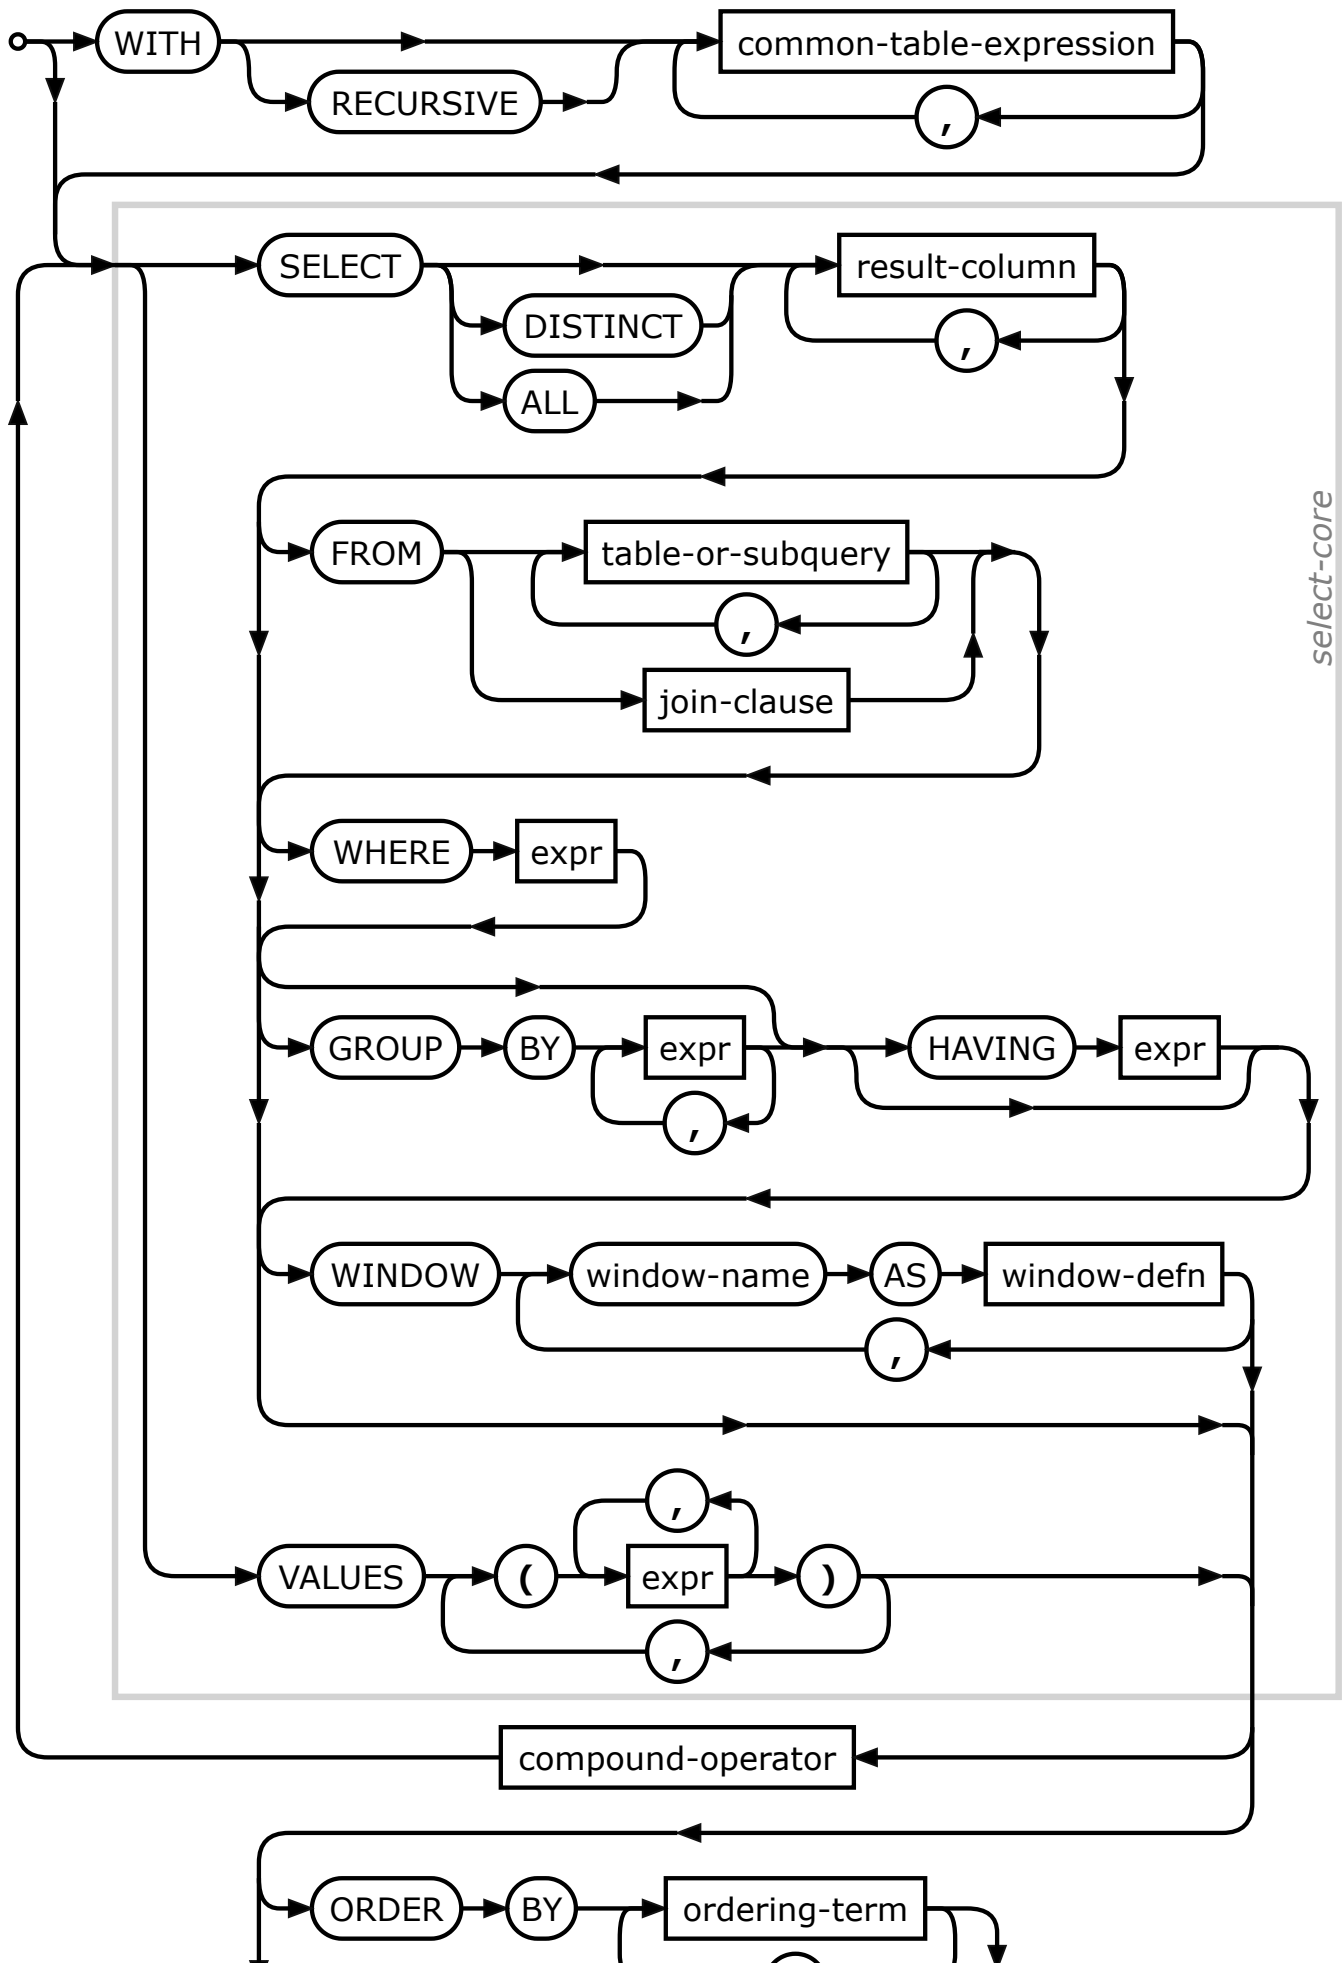 WITH common-table-expression
RECURSIVE
,
SELECT result-column
DISTINCT
,
ALL
select-core
FROM table-or-subquery
,
join-clause
WHERE expr
GROUP BY expr HAVING expr
,
WINDOW window-name AS window-defn
,
,
VALUES ( expr )
,
compound-operator
ORDER BY ordering-term